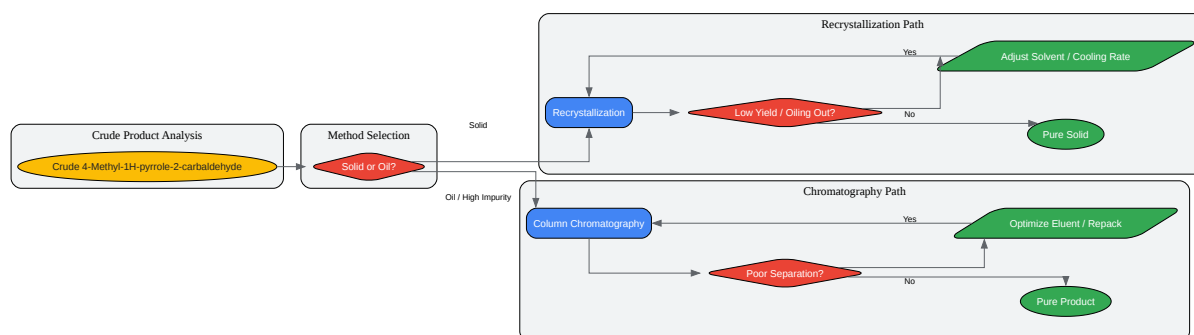 Recrystallization Path
Yes
Adjust Solvent / Cooling Rate
Recrystallization
Low Yield / Oiling Out?
No
Pure Solid
Crude Product Analysis
Crude 4-Methyl-1H-pyrrole-2-carbaldehyde
Method Selection
Solid or Oil?
Solid
Oil / High Impurity
Chromatography Path
Column Chromatography
Yes
Optimize Eluent / Repack
Poor Separation?
No
Pure Product